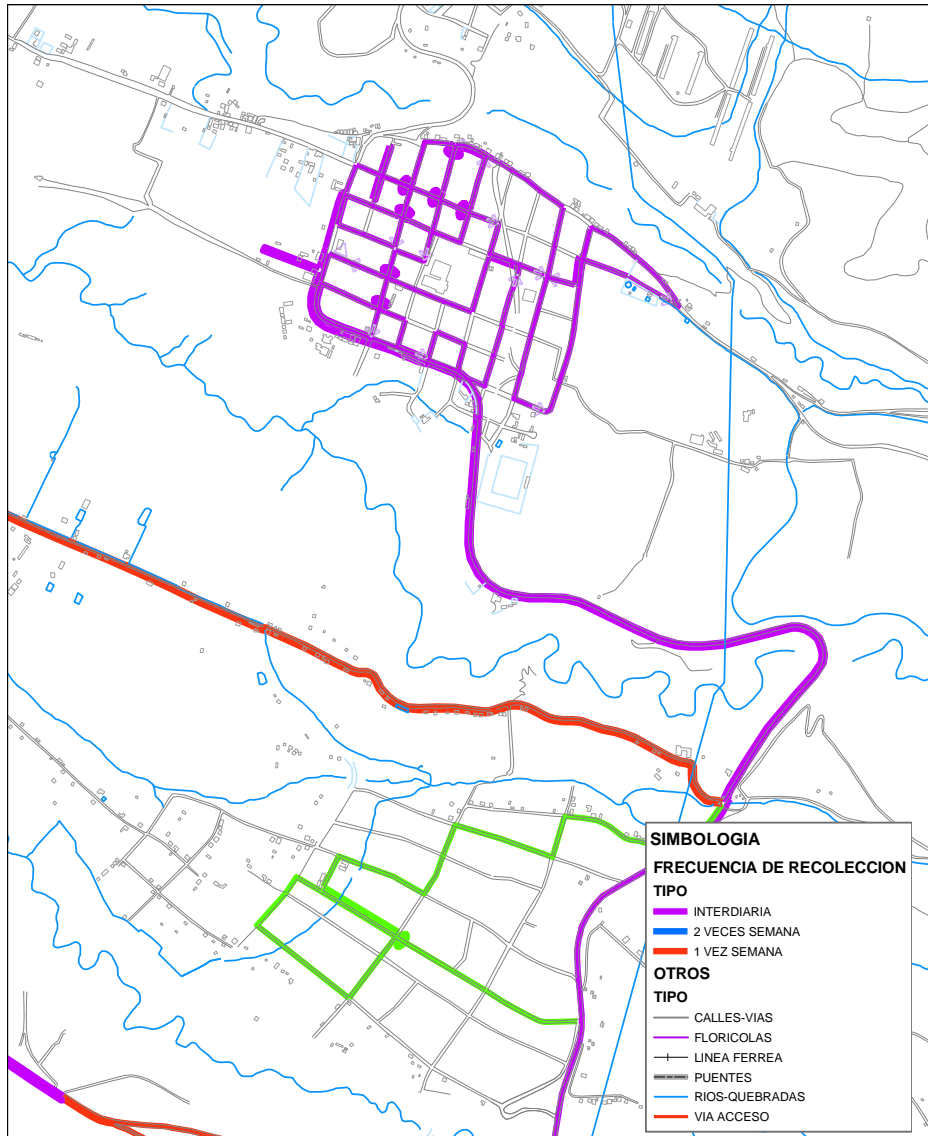 SIMBOLOGIA
FRECUENCIA DE RECOLECCION
TIPO
INTERDIARIA
2 VECES SEMANA
1 VEZ SEMANA
OTROS
TIPO
CALLES-VIAS
FLORICOLAS
LINEA FERREA
PUENTES
RIOS-QUEBRADAS
VIA ACCESO